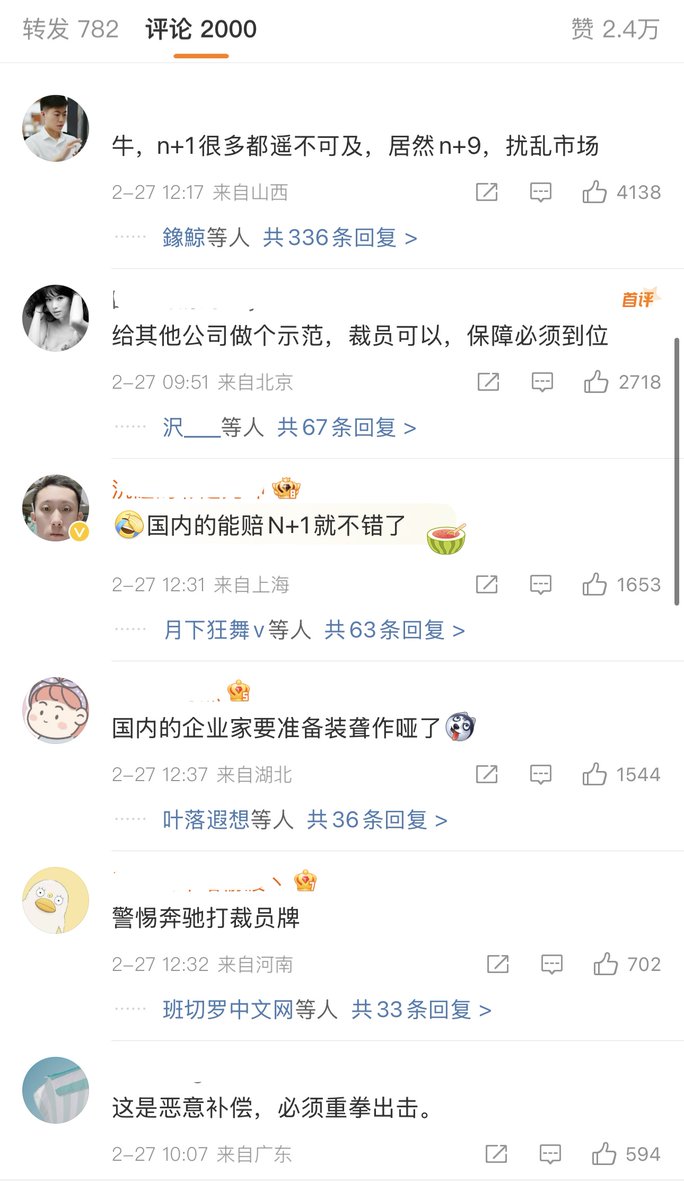 转发 782 评论 2000 赞 2.4万
牛，n+1很多都遥不可及，居然n+9，扰乱市场
2-27 12:17 来自山西 4138
鐌鯨等人 共336条回复 >
首评
给其他公司做个示范，裁员可以，保障必须到位
2-27 09:51 来自北京 2718
沢___等人 共67条回复 >
国内的能赔N+1就不错了
2-27 12:31 来自上海 1653
月下狂舞v等人 共63条回复 >
国内的企业家要准备装聋作哑了
2-27 12:37 来自湖北 1544
叶落遐想等人 共36条回复 >
警惕奔驰打裁员牌
2-27 12:32 来自河南 702
班切罗中文网等人 共33条回复 >
这是恶意补偿，必须重拳出击。
2-27 10:07 来自广东 594